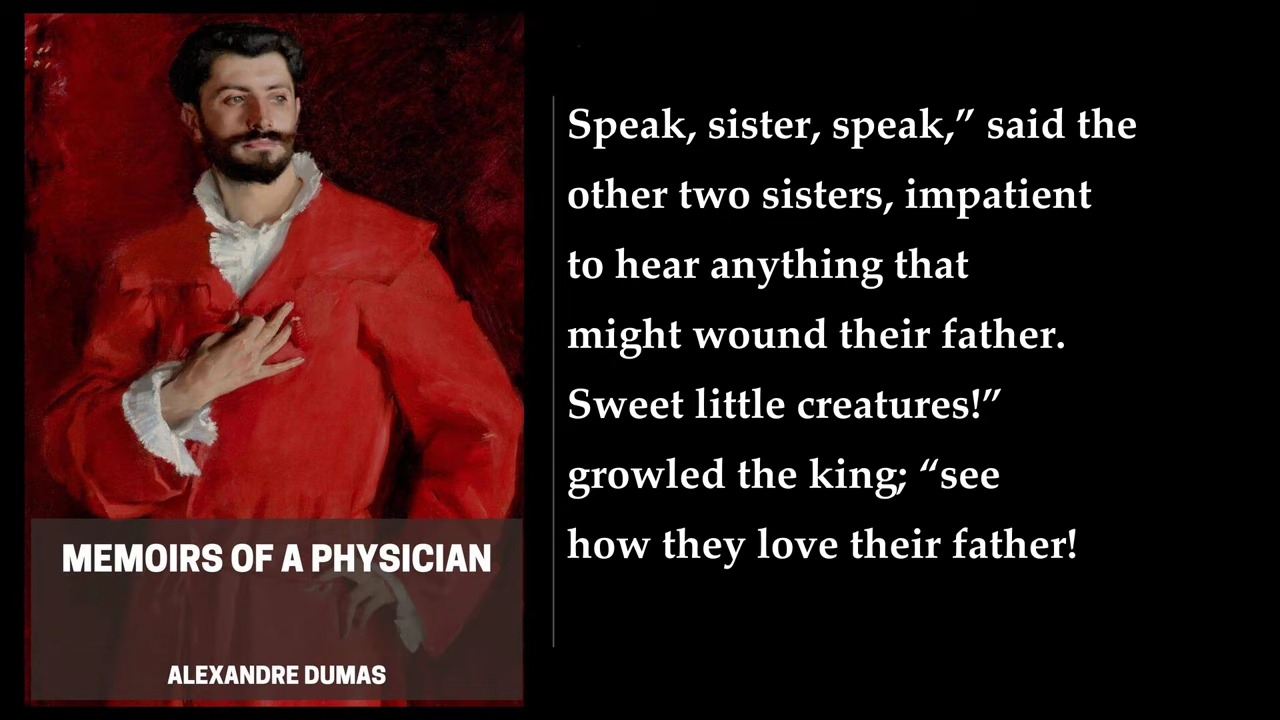 MEMOIRS OF A PHYSICIAN
ALEXANDRE DUMAS
Speak, sister, speak,” said the
other two sisters, impatient
to hear anything that
might wound their father.
Sweet little creatures!”
growled the king; “see
how they love their father!